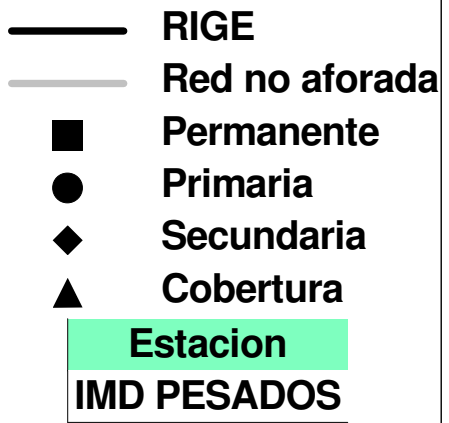 RIGE
Red no aforada
Permanente
Primaria
Secundaria
Cobertura
Estacion
IMD PESADOS